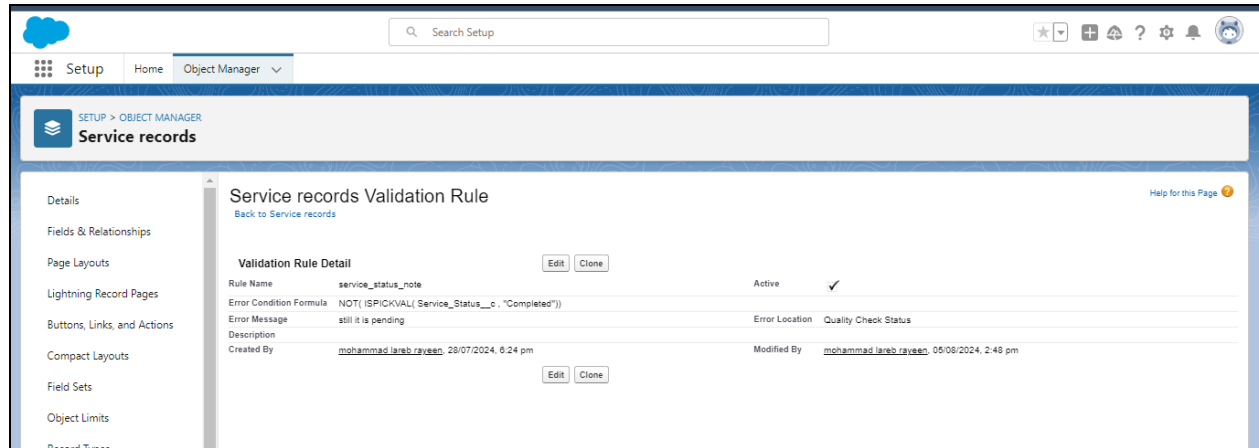 Search Setup
Setup Home Object Manager
SETUP > OBJECT MANAGER
Service records
Details
Fields & Relationships
Page Layouts
Lightning Record Pages
Buttons, Links, and Actions
Compact Layouts
Field Sets
Object Limits
Record Types
Service records Validation Rule
Help for this Page
Back to Service records
Validation Rule Detail Edit Clone
Rule Name service_status_note Active
Error Condition Formula NOT( ISPICKVAL( Service_Status__c , "Completed"))
Error Message still it is pending Error Location Quality Check Status
Description
Created By mohammad lareb rayeen, 28/07/2024, 6:24 pm Modified By mohammad lareb rayeen, 05/08/2024, 2:48 pm
Edit Clone